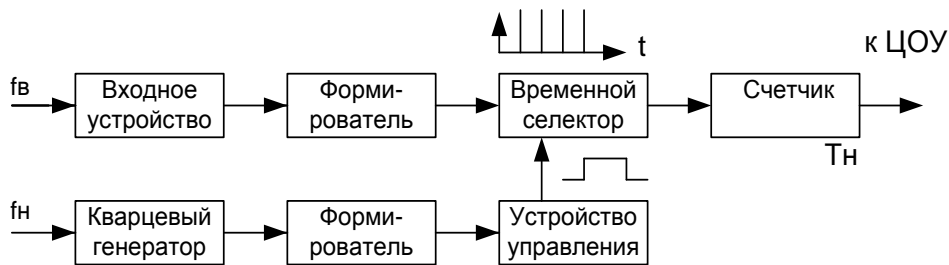 t
к ЦОУ
fв
Входное
устройство
Форми-
рователь
Временной
селектор
Счетчик
Тн
fн
Кварцевый
генератор
Форми-
рователь
Устройство
управления